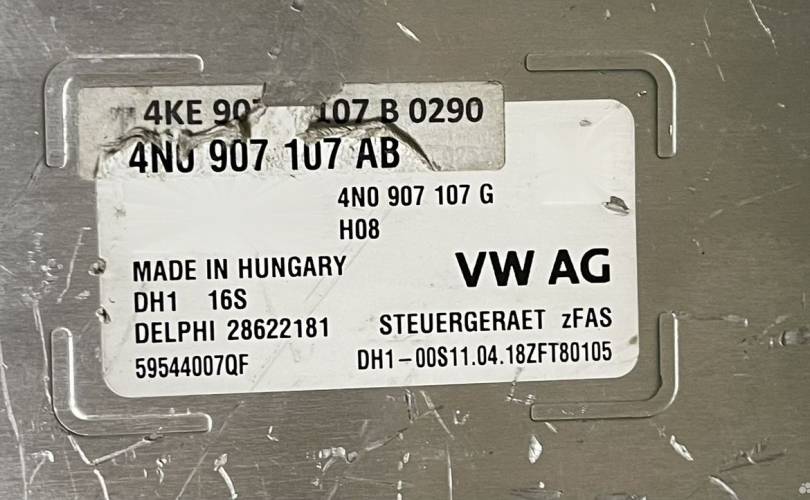 4KE 907 107 B 0290
4N0 907 107 AB
4N0 907 107 G
H08
MADE IN HUNGARY
VW AG
DH1 16S
DELPHI 28622181
STEUERGERAET zFAS
59544007QF
DH1-00S11.04.18ZFT80105